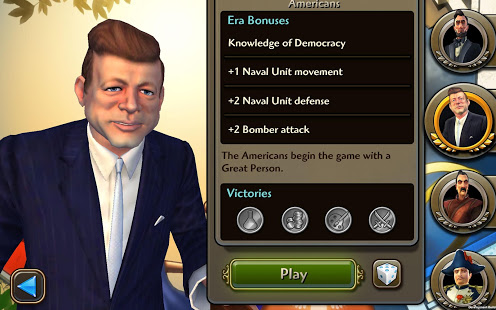 Americans
Era Bonuses
Knowledge of Democracy
+1 Naval Unit movement
+2 Naval Unit defense
+2 Bomber attack
The Americans begin the game with a
Great Person.
Victories
Play